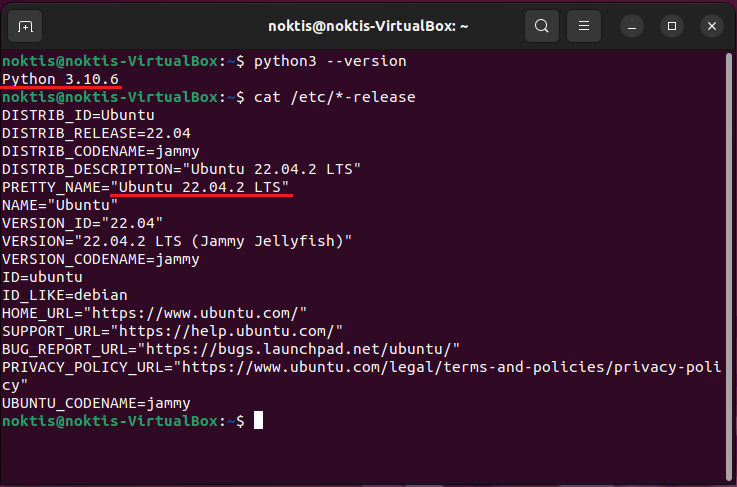 noktis@noktis-VirtualBox: ~
noktis@noktis-VirtualBox:~$ python3 --version
Python 3.10.6
noktis@noktis-VirtualBox:~$ cat /etc/*-release
DISTRIB_ID=Ubuntu
DISTRIB_RELEASE=22.04
DISTRIB_CODENAME=jammy
DISTRIB_DESCRIPTION="Ubuntu 22.04.2 LTS"
PRETTY_NAME="Ubuntu 22.04.2 LTS"
NAME="Ubuntu"
VERSION_ID="22.04"
VERSION="22.04.2 LTS (Jammy Jellyfish)"
VERSION_CODENAME=jammy
ID=ubuntu
ID_LIKE=debian
HOME_URL="https://www.ubuntu.com/"
SUPPORT_URL="https://help.ubuntu.com/"
BUG_REPORT_URL="https://bugs.launchpad.net/ubuntu/"
PRIVACY_POLICY_URL="https://www.ubuntu.com/legal/terms-and-policies/privacy-poli
cy"
UBUNTU_CODENAME=jammy
noktis@noktis-VirtualBox:~$